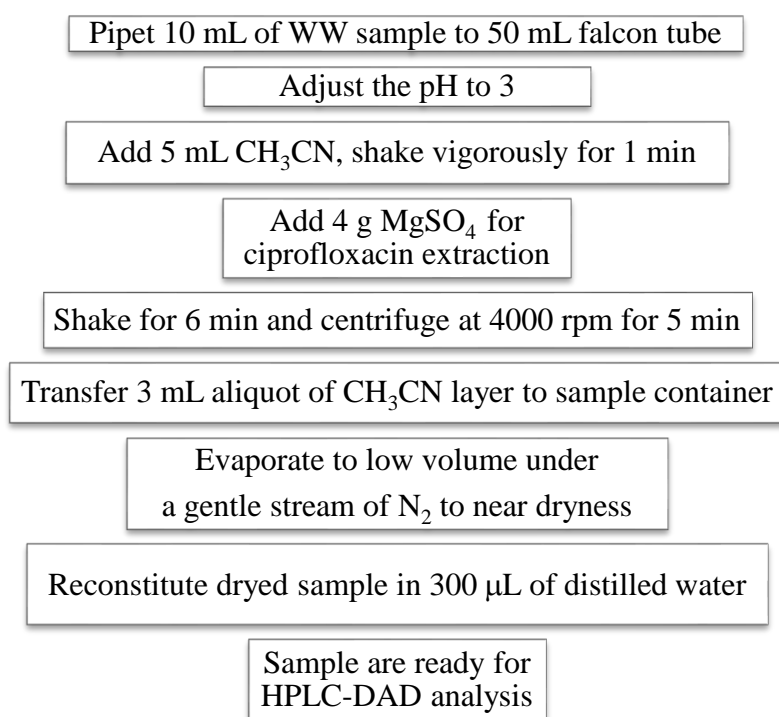 Pipet 10 mL of WW sample to 50 mL falcon tube
Adjust the pH to 3
Add 5 mL CH₃CN, shake vigorously for 1 min
Add 4 g MgSO₄ for
ciprofloxacin extraction
Shake for 6 min and centrifuge at 4000 rpm for 5 min
Transfer 3 mL aliquot of CH₃CN layer to sample container
Evaporate to low volume under
a gentle stream of N₂ to near dryness
Reconstitute dryed sample in 300 μL of distilled water
Sample are ready for
HPLC-DAD analysis